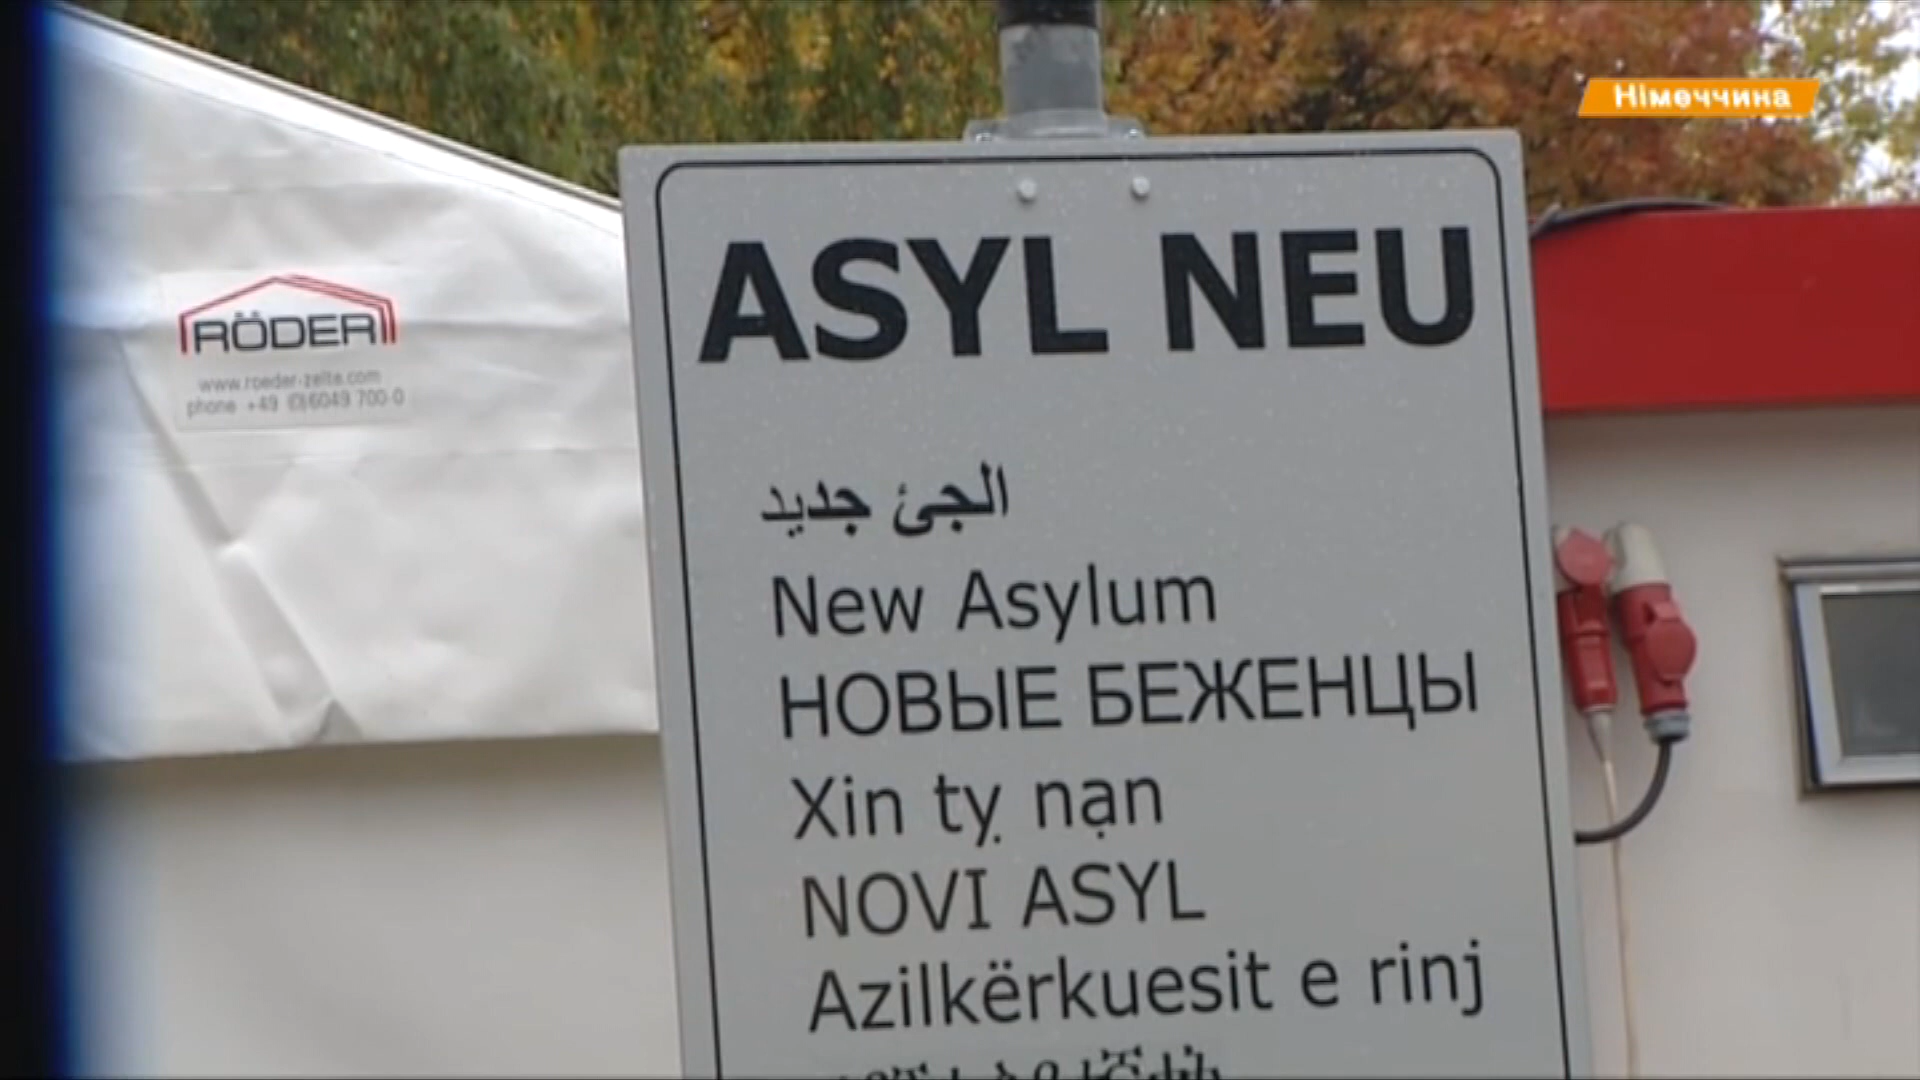 Німеччина
RÖDER
www.roeder-zelte.com
phone +49 (0)6049 700-0
ASYL NEU
الجئ جديد
New Asylum
НОВЫЕ БЕЖЕНЦЫ
Xin tỵ nạn
NOVI ASYL
Azilkërkuesit e rinj